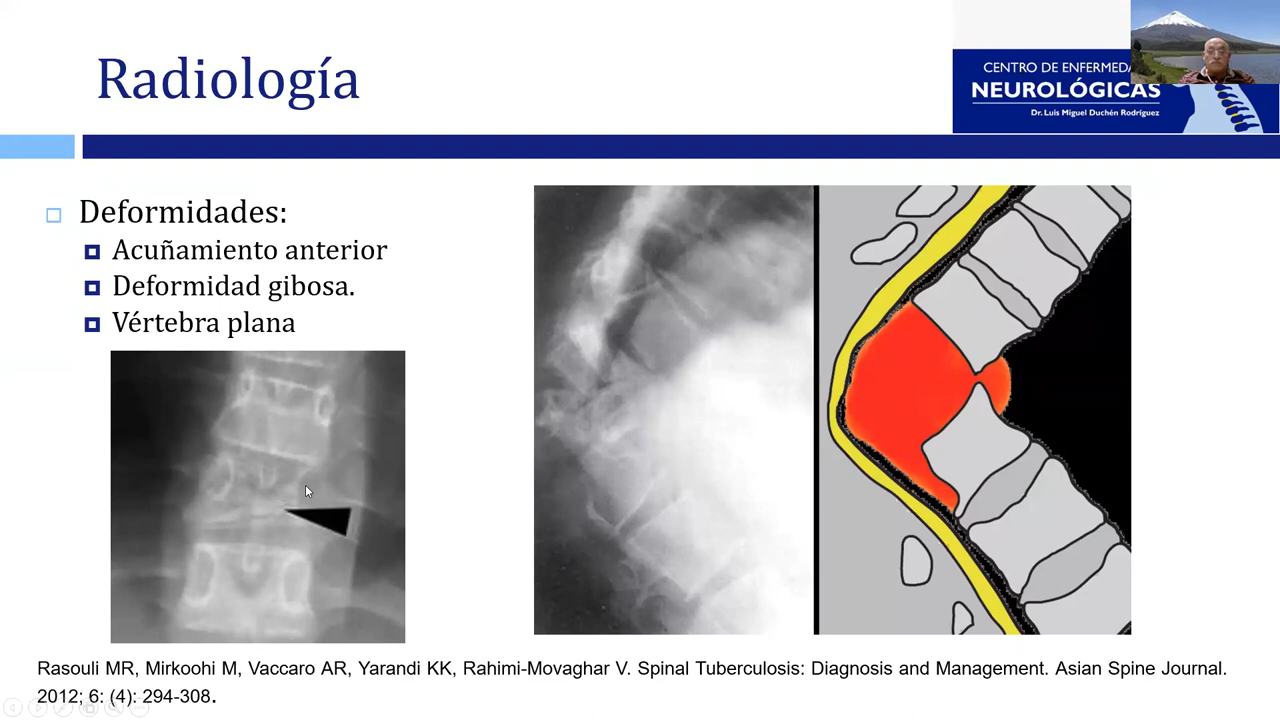 Radiología
CENTRO DE ENFERMEDA
NEUROLÓGICAS
Dr. Luis Miguel Duchén Rodríguez
Deformidades:
Acuñamiento anterior
Deformidad gibosa.
Vértebra plana
Rasouli MR, Mirkoohi M, Vaccaro AR, Yarandi KK, Rahimi-Movaghar V. Spinal Tuberculosis: Diagnosis and Management. Asian Spine Journal.
2012; 6: (4): 294-308.